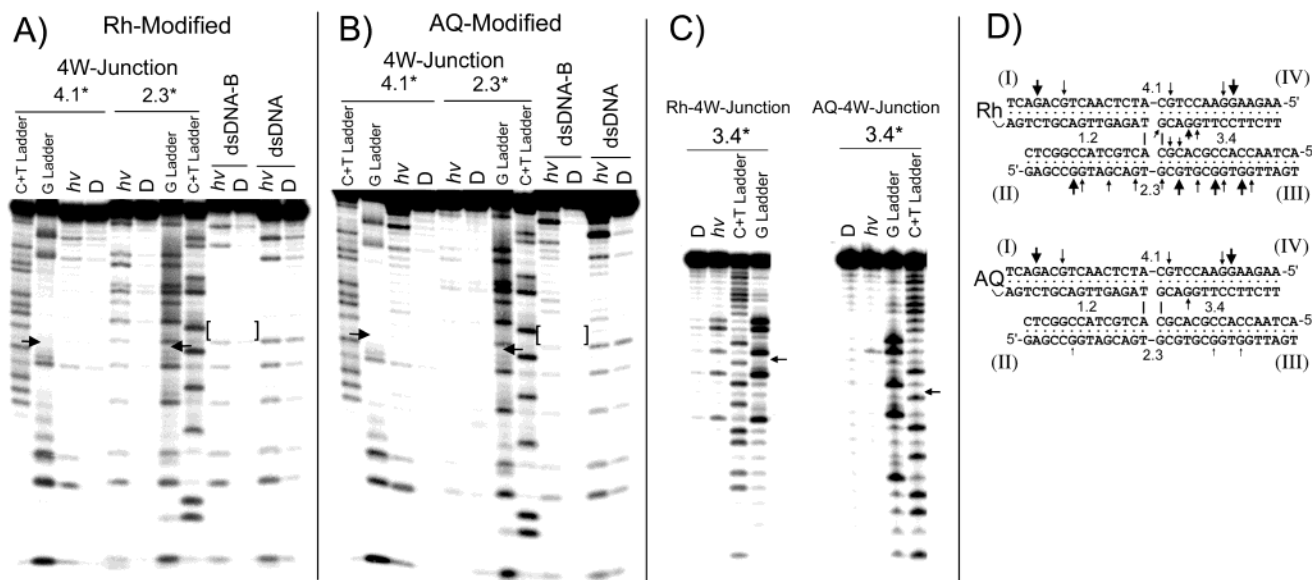 A) Rh-Modified
4W-Junction
4.1* 2.3*
C+T Ladder G Ladder hν D hν D G Ladder C+T Ladder hν D dsDNA-B hν D dsDNA
[ ]
B) AQ-Modified
4W-Junction
4.1* 2.3*
C+T Ladder G Ladder hν D hν D G Ladder C+T Ladder hν D dsDNA-B hν D dsDNA
[ ]
C)
Rh-4W-Junction AQ-4W-Junction
3.4* 3.4*
D hν C+T Ladder G Ladder D hν G Ladder C+T Ladder
D)
(I) 4.1 (IV)
TCAGACGTCAACTCTA-CGTCCAAGGAAGAA-5'
Rh
AGTCTGCAGTTGAGAT GCAGGTTCCTTCTT
1.2 3.4
CTCGGCCATCGTCA CGCACGCCACCAATCA-5
5'-GAGCCGGTAGCAGT-GCGTGCGGTGGTTAGT
(II) 2.3 (III)
(I) 4.1 (IV)
TCAGACGTCAACTCTA-CGTCCAAGGAAGAA-5'
AQ
AGTCTGCAGTTGAGAT GCAGGTTCCTTCTT
1.2 3.4
CTCGGCCATCGTCA CGCACGCCACCAATCA-5
5'-GAGCCGGTAGCAGT-GCGTGCGGTGGTTAGT
(II) 2.3 (III)